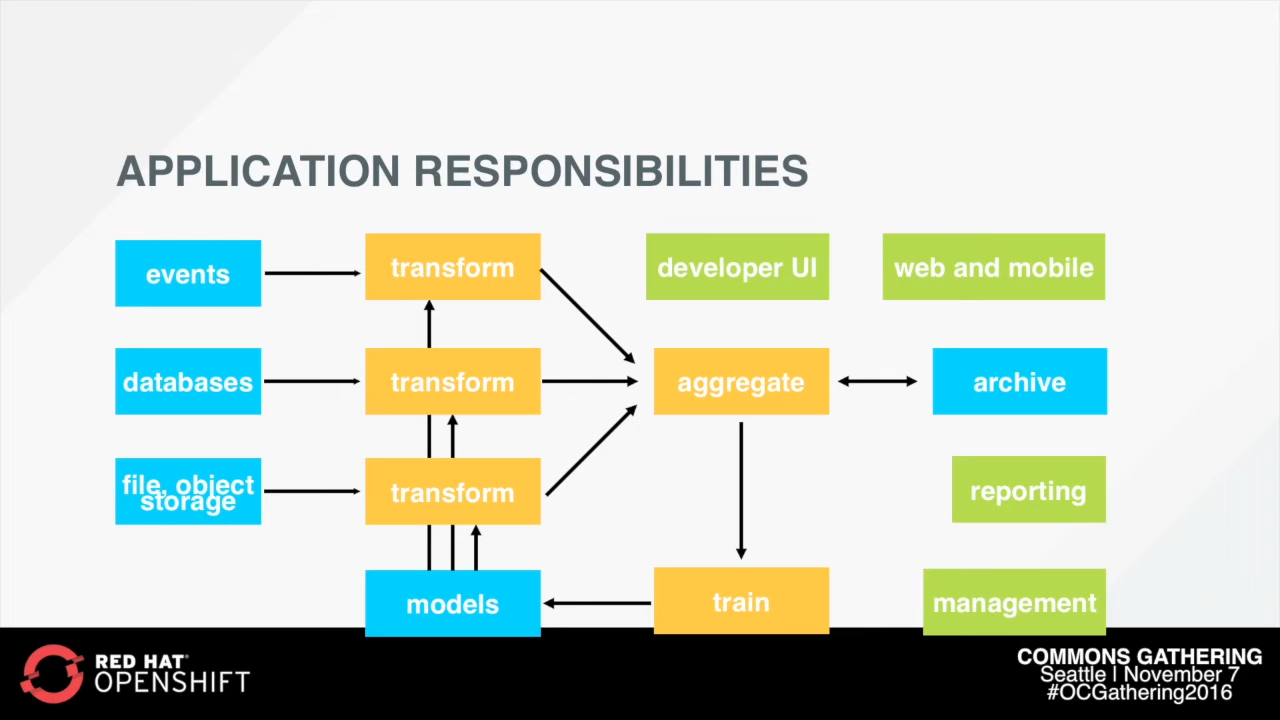 APPLICATION RESPONSIBILITIES
events
transform
developer UI
web and mobile
databases
transform
aggregate
archive
file, object
storage
transform
reporting
models
train
management
RED HAT®
OPENSHIFT
COMMONS GATHERING
Seattle | November 7
#OCGathering2016